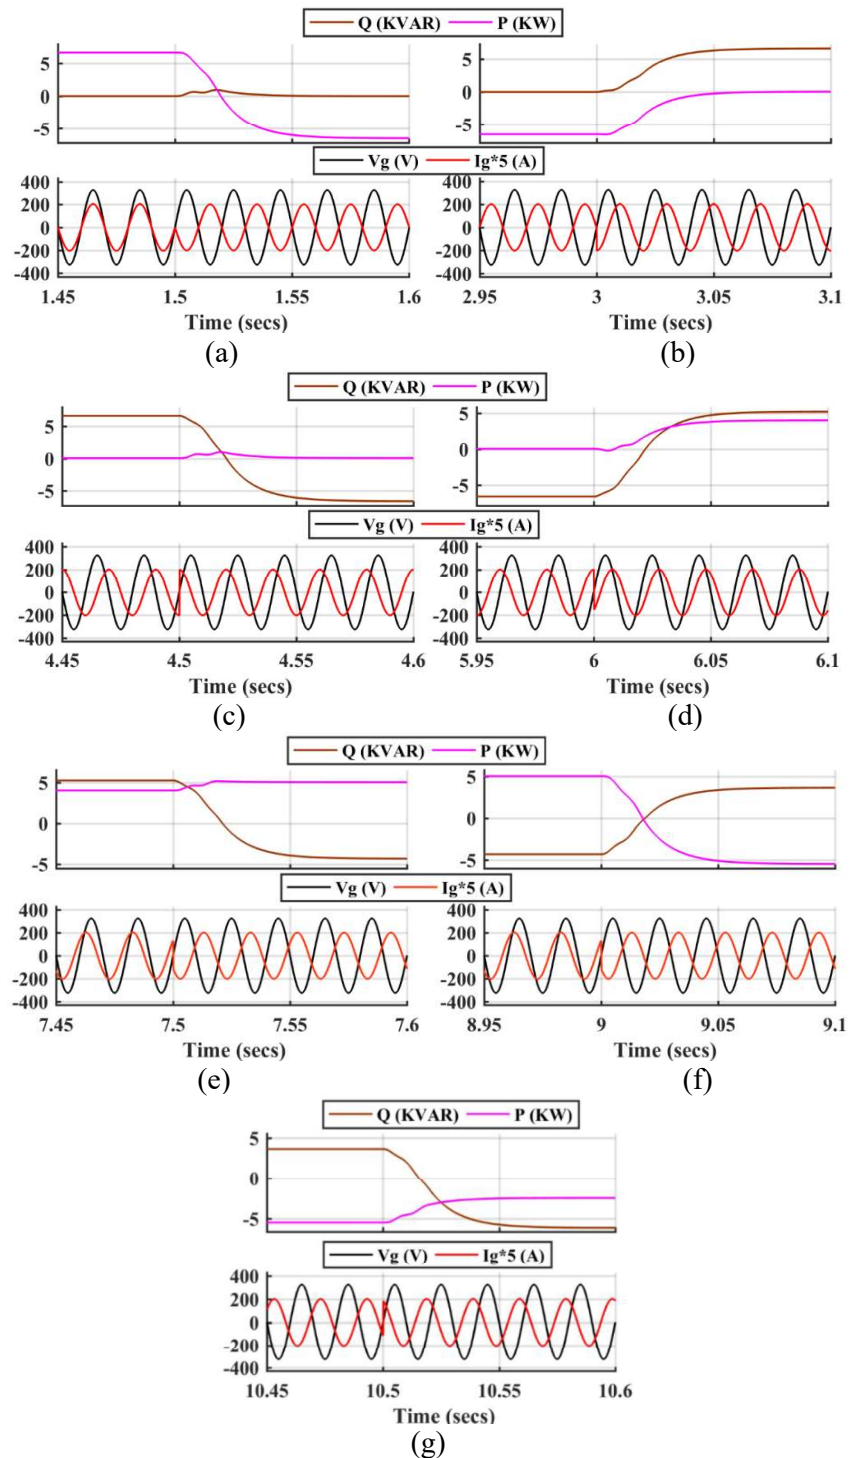 Q (KVAR) P (KW)
5 5
0 0
-5 -5
Vg (V) Ig*5 (A)
400 400
200 200
0 0
-200 -200
-400 -400
1.45 1.5 1.55 1.6 2.95 3 3.05 3.1
Time (secs) Time (secs)
(a) (b)
Q (KVAR) P (KW)
5 5
0 0
-5 -5
Vg (V) Ig*5 (A)
400 400
200 200
0 0
-200 -200
-400 -400
4.45 4.5 4.55 4.6 5.95 6 6.05 6.1
Time (secs) Time (secs)
(c) (d)
Q (KVAR) P (KW)
5 5
0 0
-5 -5
Vg (V) Ig*5 (A)
400 400
200 200
0 0
-200 -200
-400 -400
7.45 7.5 7.55 7.6 8.95 9 9.05 9.1
Time (secs) Time (secs)
(e) (f)
Q (KVAR) P (KW)
5
0
-5
Vg (V) Ig*5 (A)
400
200
0
-200
-400
10.45 10.5 10.55 10.6
Time (secs)
(g)